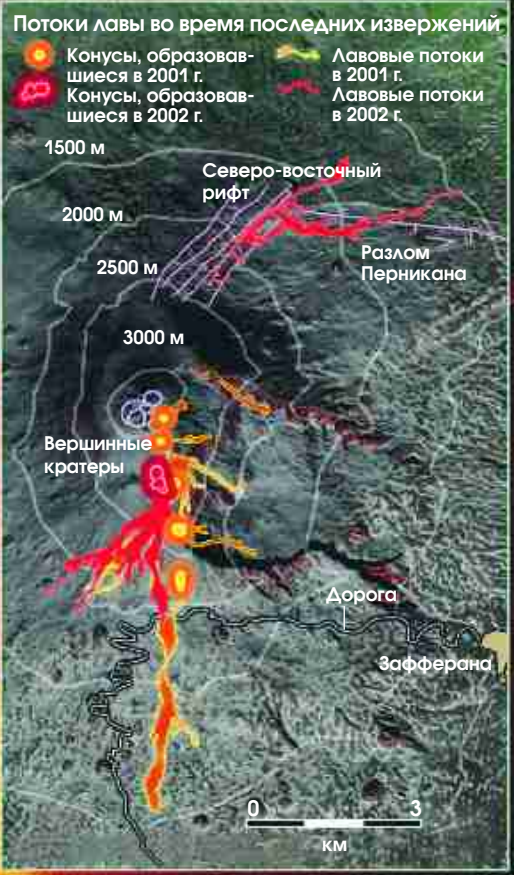 Потоки лавы во время последних извержений
Конусы, образовав-
шиеся в 2001 г.
Конусы, образовав-
шиеся в 2002 г.
Лавовые потоки
в 2001 г.
Лавовые потоки
в 2002 г.
1500 м
Северо-восточный
рифт
2000 м
Разлом
Перникана
2500 м
3000 м
Вершинные
кратеры
Дорога
Зафферана
0 3
км